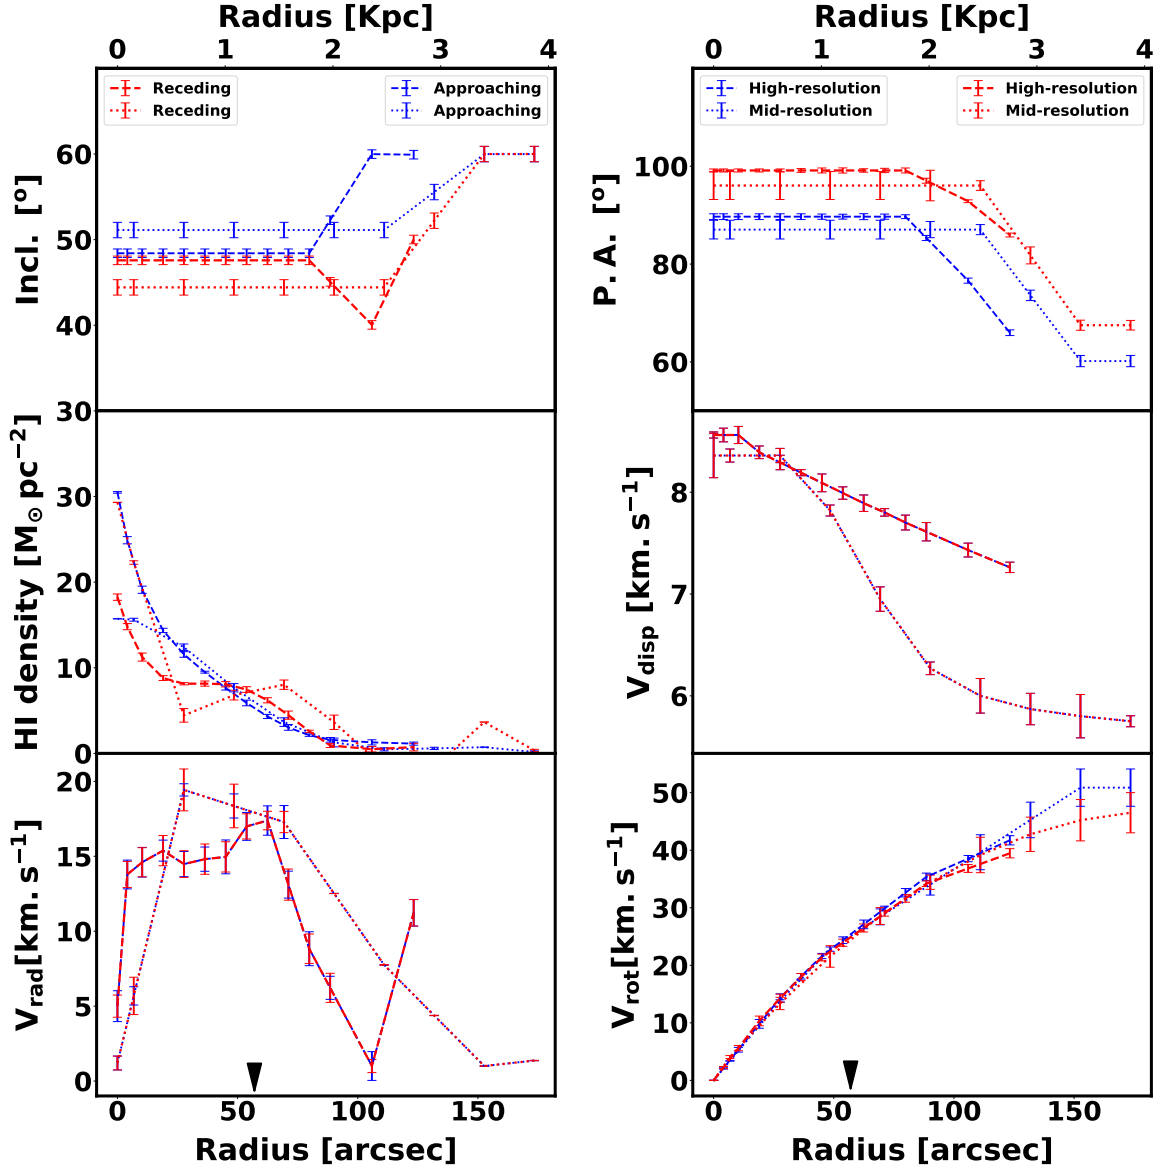 Radius [Kpc] Radius [Kpc]
0 1 2 3 4 0 1 2 3 4
Receding Approaching High-resolution High-resolution
Receding Approaching Mid-resolution Mid-resolution
Incl. [º]
60
50
40
30
P.A. [º]
100
80
60
HI density [M⊙ pc−2]
30
20
10
0
Vdisp [km.s−1]
8
7
6
Vrad[km.s−1]
20
15
10
5
0
Vrot[km.s−1]
50
40
30
20
10
0
0 50 100 150 0 50 100 150
Radius [arcsec] Radius [arcsec]